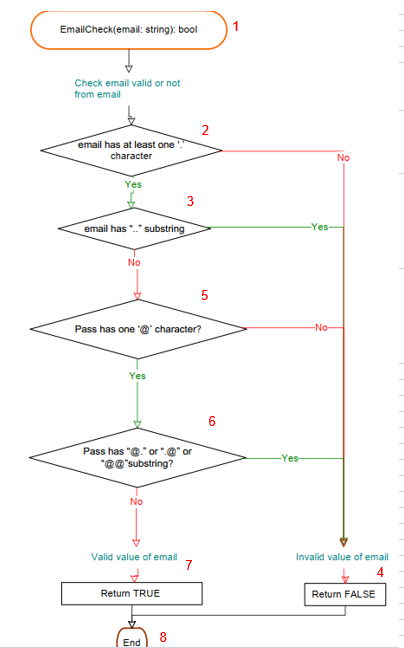 EmailCheck(email: string): bool
1
Check email valid or not
from email
2
email has at least one '.'
character
No
Yes
3
email has ".." substring
Yes
No
5
Pass has one '@' character?
No
Yes
6
Pass has "@." or ".@" or
"@@"substring?
Yes
No
Valid value of email
Invalid value of email
7
4
Return TRUE
Return FALSE
End
8